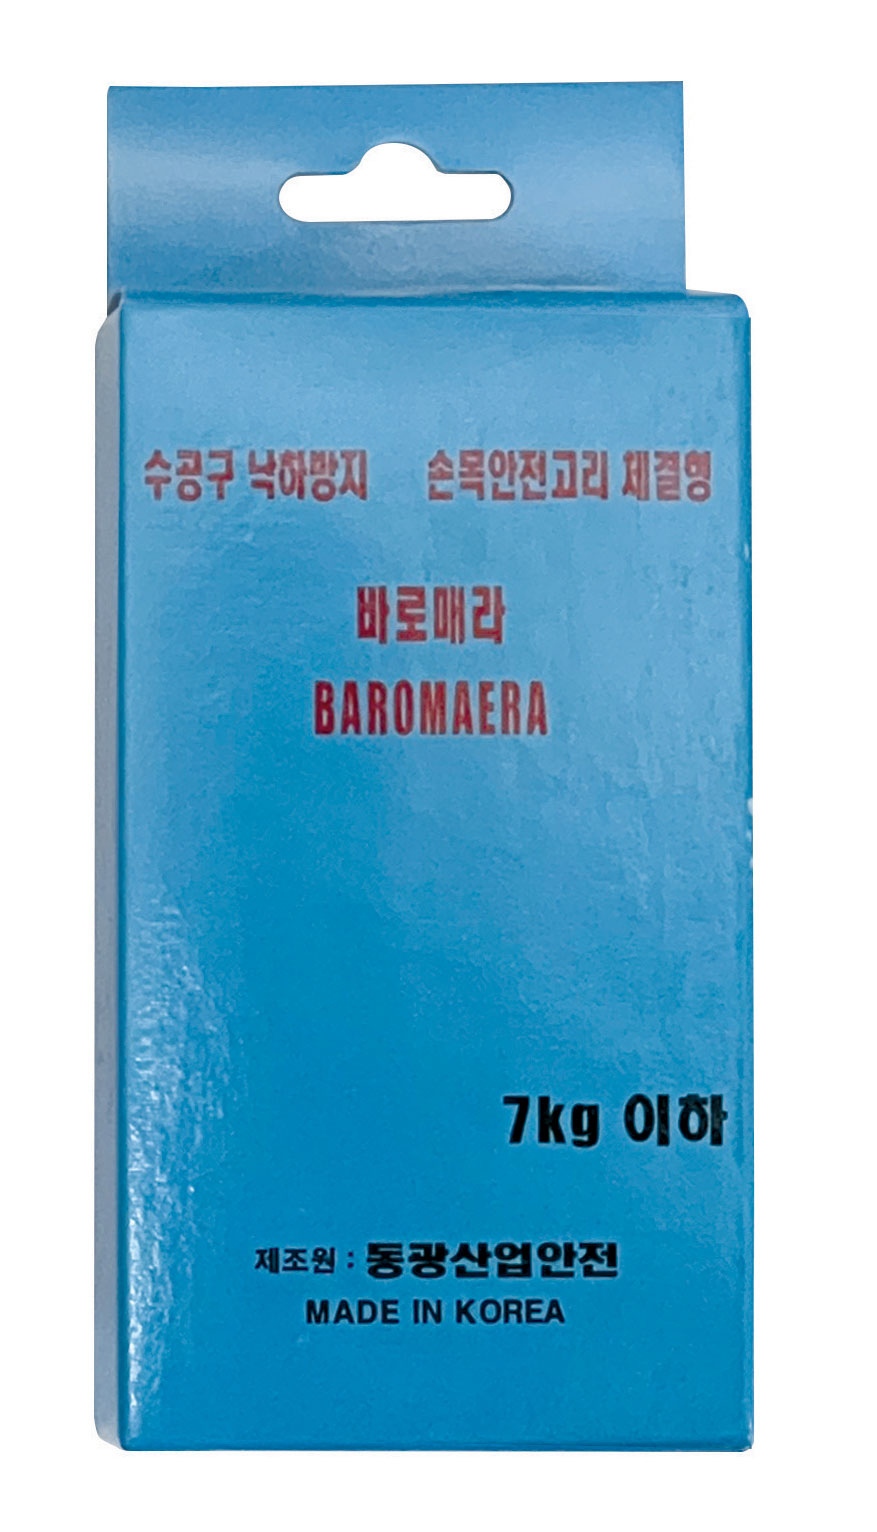 수공구 낙하방지 손목안전고리 체결형
바로매라
BAROMAERA
7kg 이하
제조원 : 동광산업안전
MADE IN KOREA